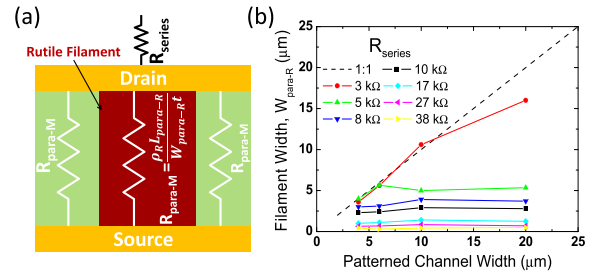 (a)
R_series
Rutile Filament
Drain
R_para-M
R_para-M = ρ_R L_para-R / W_para-R t
R_para-M
Source
(b)
Filament Width, W_para-R (μm)
25
20
15
10
5
0
R_series
1:1
3 kΩ
5 kΩ
8 kΩ
10 kΩ
17 kΩ
27 kΩ
38 kΩ
0 5 10 15 20 25
Patterned Channel Width (μm)